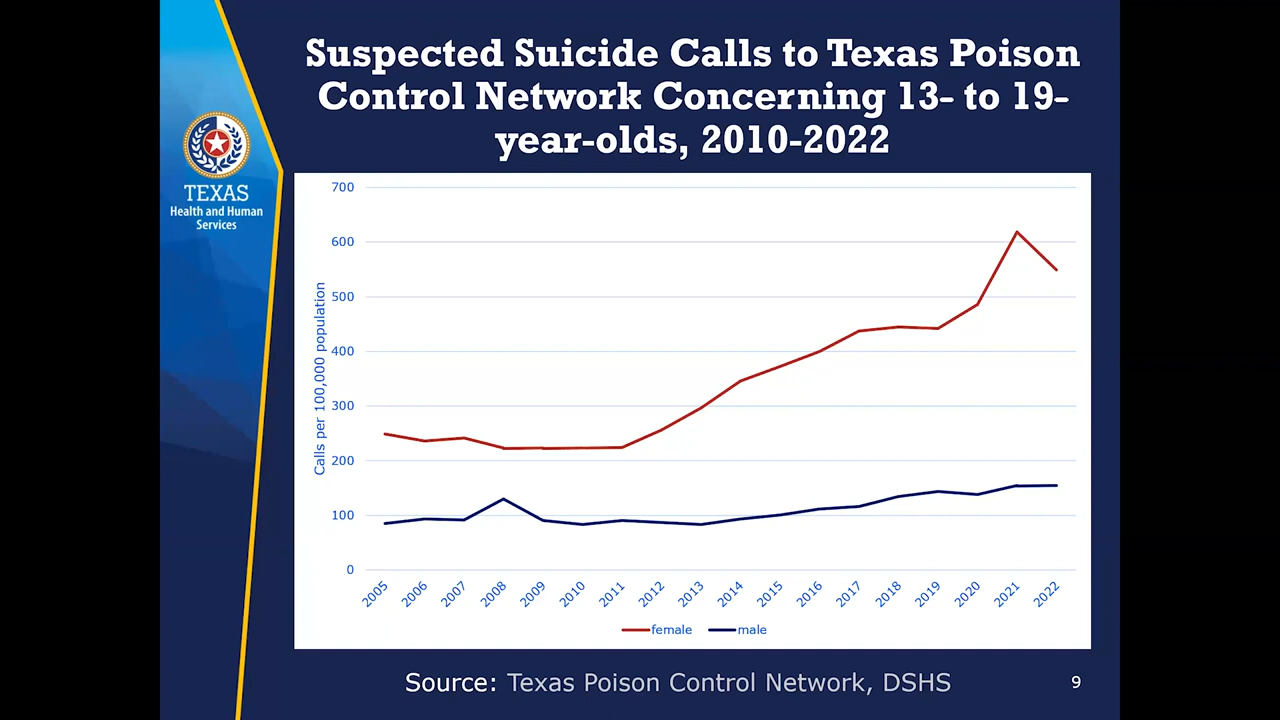 Suspected Suicide Calls to Texas Poison
Control Network Concerning 13- to 19-
year-olds, 2010-2022
TEXAS
Health and Human
Services
Calls per 100,000 population
700
600
500
400
300
200
100
0
2005
2006
2007
2008
2009
2010
2011
2012
2013
2014
2015
2016
2017
2018
2019
2020
2021
2022
female
male
Source: Texas Poison Control Network, DSHS
9